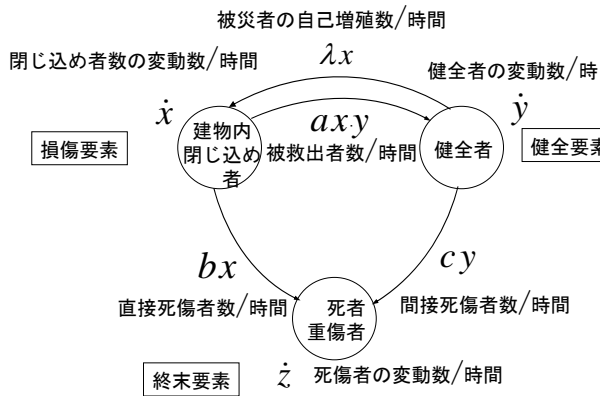 被災者の自己増殖数/時間
閉じ込め者数の変動数/時間
λx
健全者の変動数/時
ẋ
ẏ
建物内
閉じ込め
者
axy
被救出者数/時間
健全者
損傷要素
健全要素
bx
cy
直接死傷者数/時間
死者
重傷者
間接死傷者数/時間
終末要素
ż
死傷者の変動数/時間